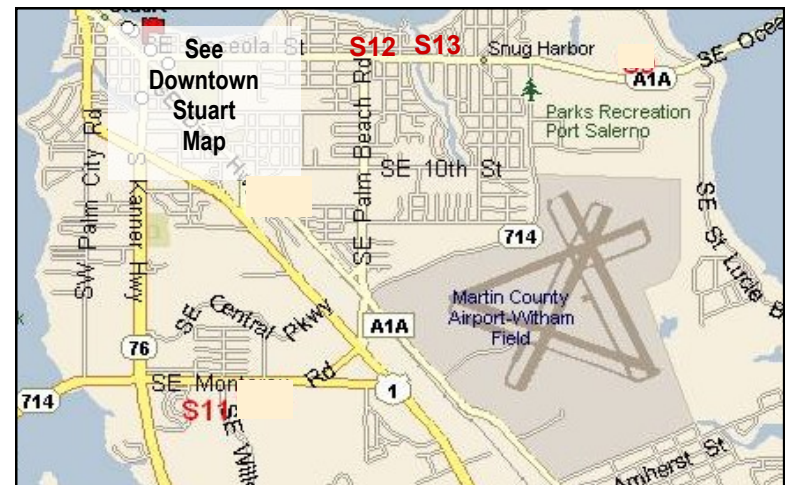 Stuart
See
Downtown
Stuart
Map
St
S12
S13
Snug Harbor
A1A
SE
Parks Recreation
Port Salerno
SE 10th St
SW Palm City Rd
S Kanner Hwy
SE Palm Beach Rd
SE St Lucie B
714
Martin County
Airport-Witham
Field
SE Central Pkwy
A1A
76
714
SE
Rd
1
S11
SE
Amherst St